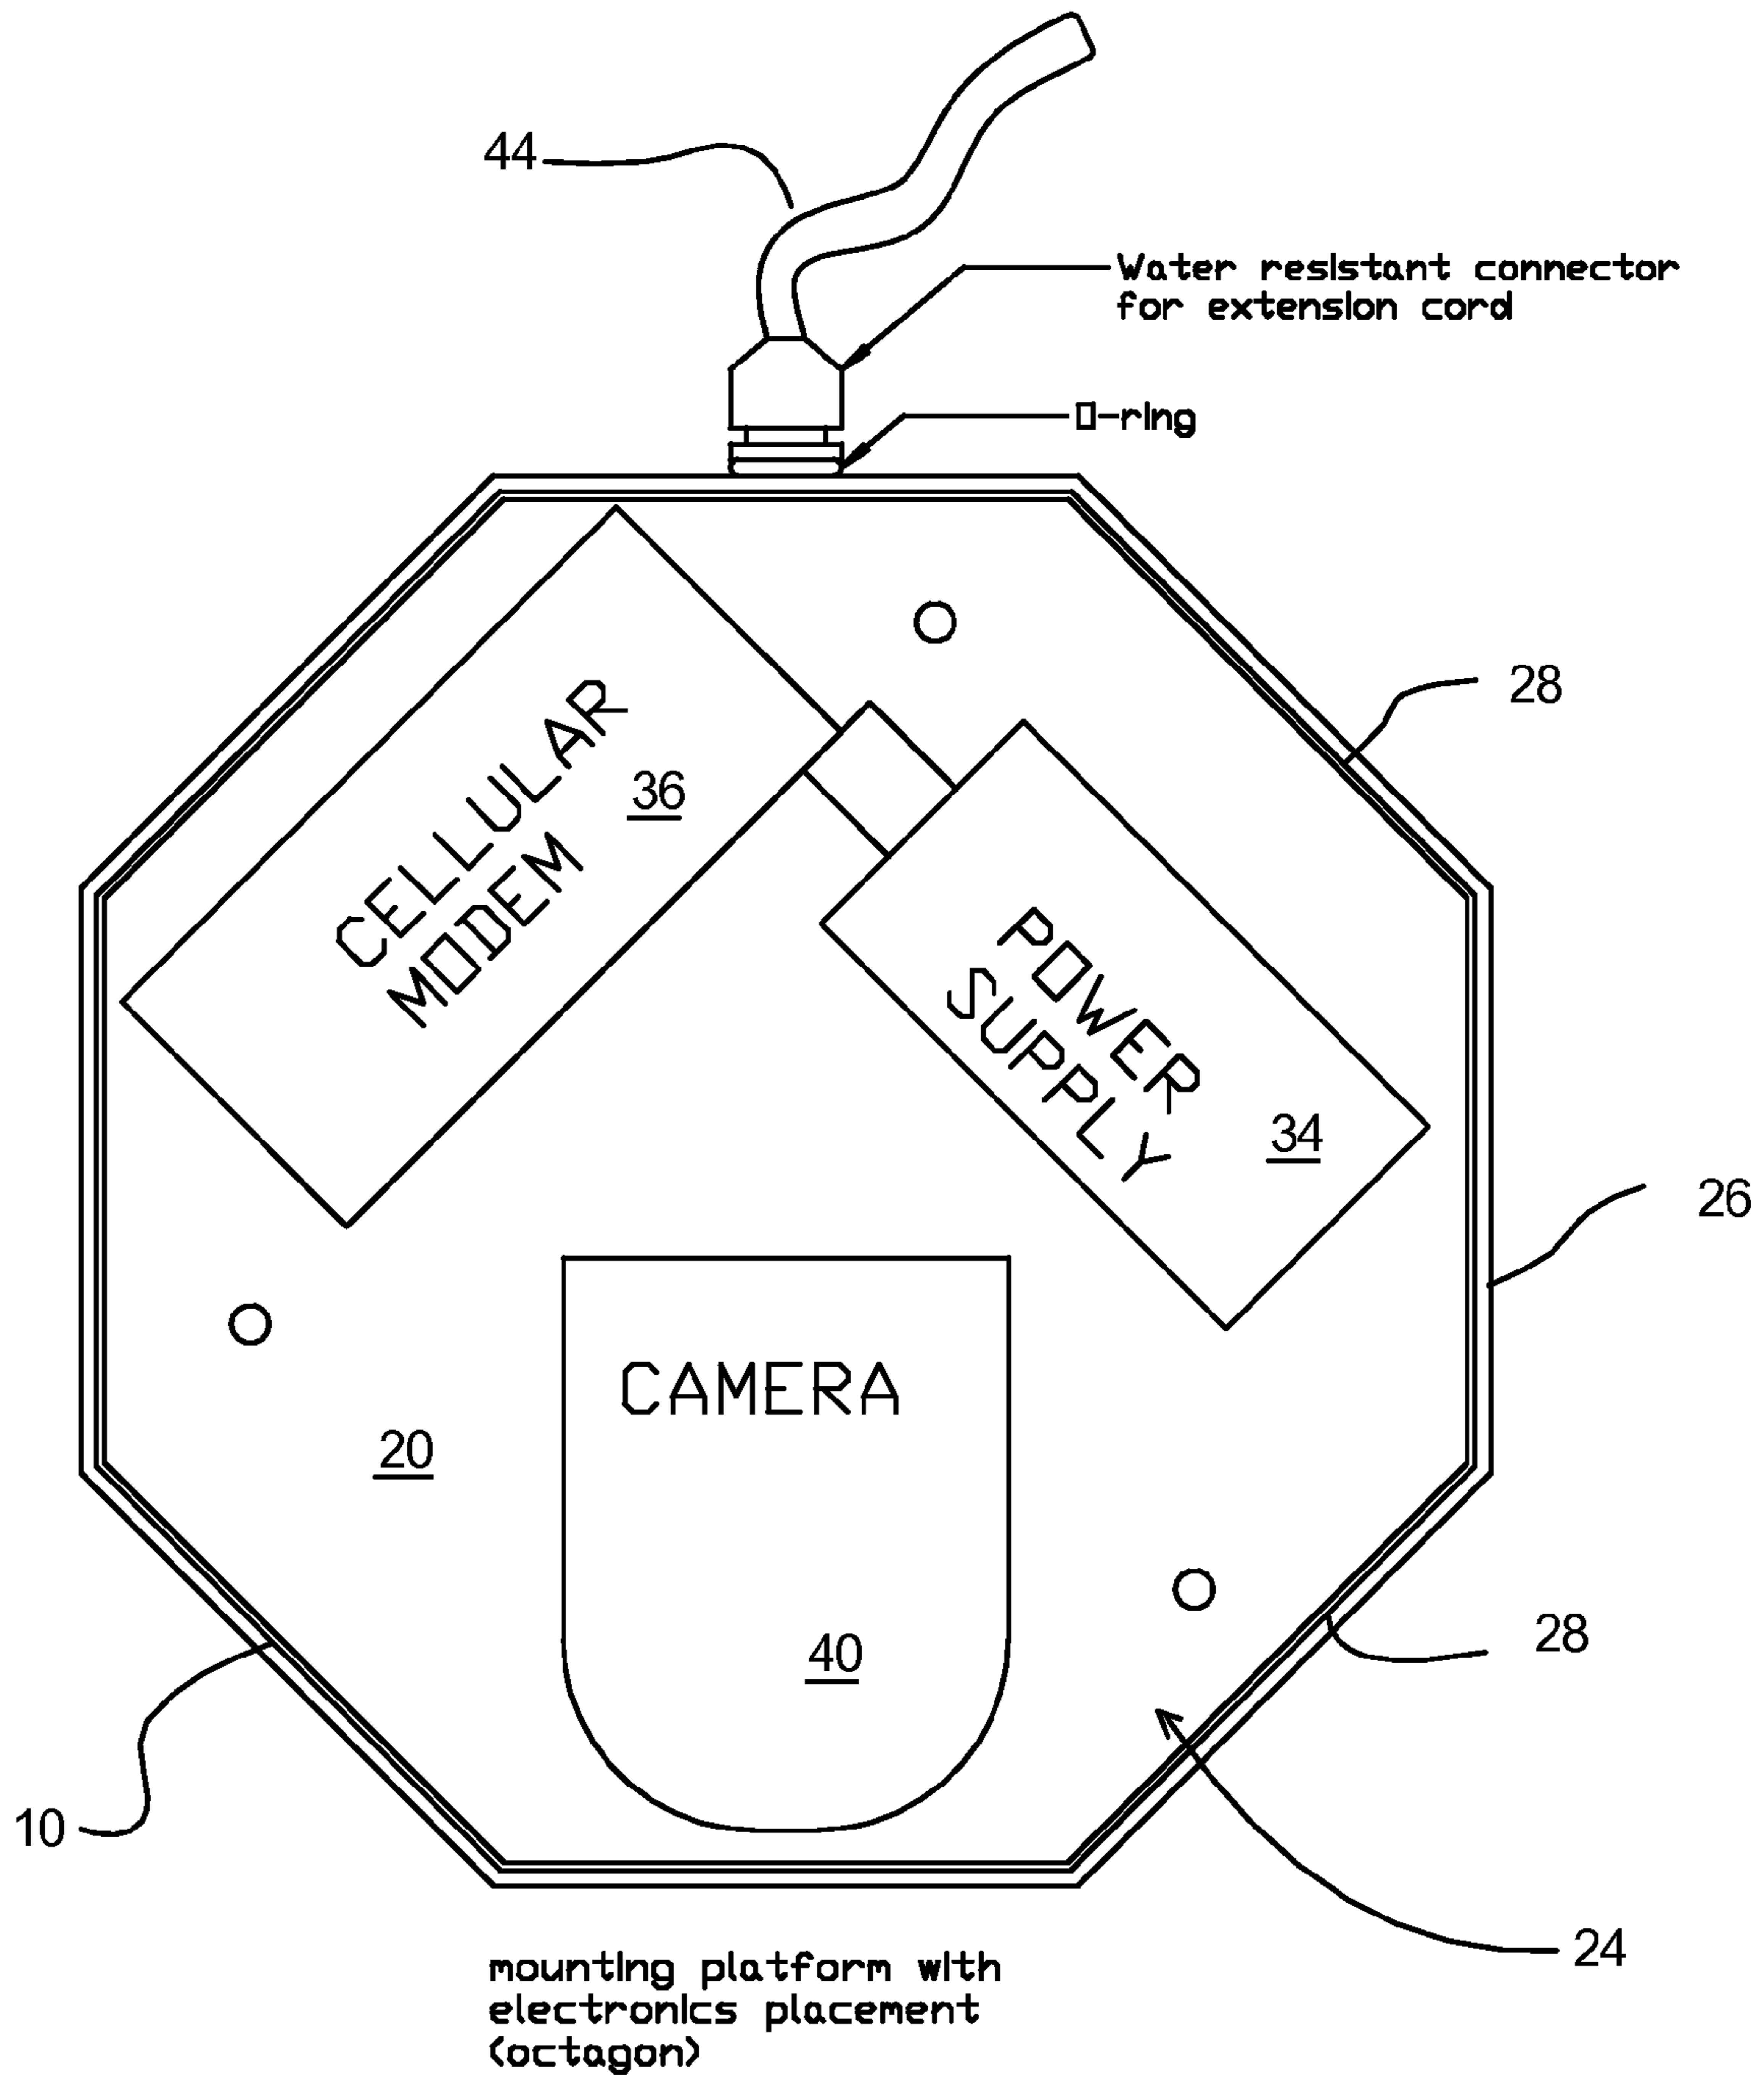 44
Water resistant connector
for extension cord
O-ring
28
CELLULAR
MODEM
36
POWER
SUPPLY
34
26
CAMERA
20
40
28
10
24
mounting platform with
electronics placement
(octagon)